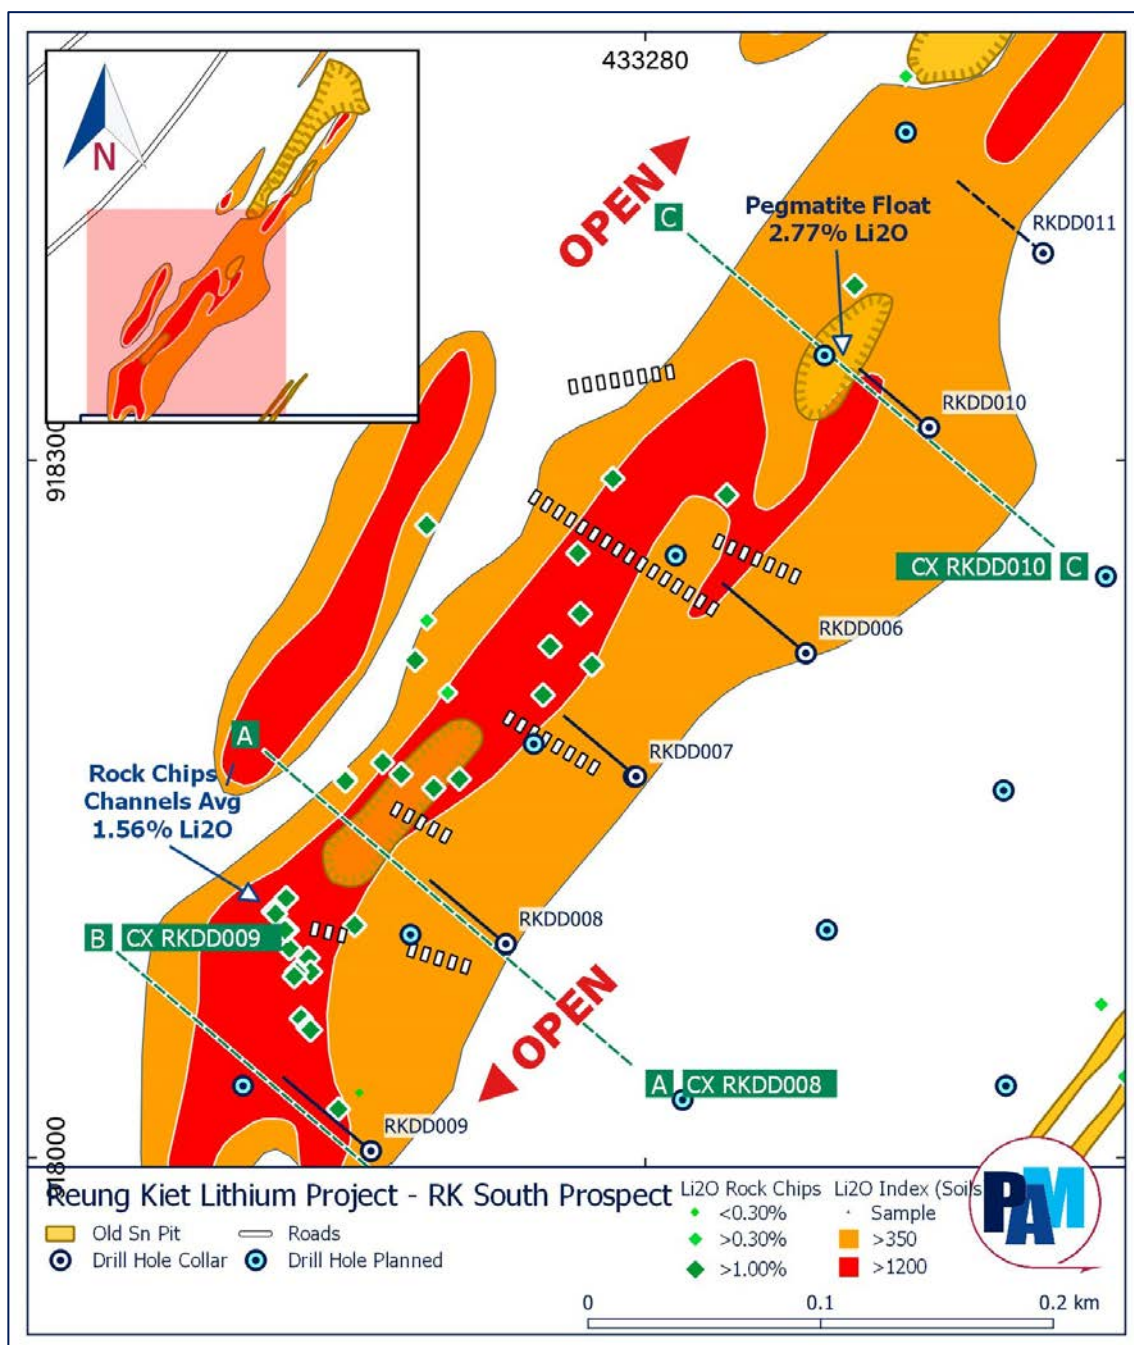 433280
N
OPEN
C
Pegmatite Float
2.77% Li2O
RKDD011
RKDD010
918300
CX RKDD010 C
RKDD006
A
RKDD007
Rock Chips /
Channels Avg
1.56% Li2O
RKDD008
B CX RKDD009
OPEN
A CX RKDD008
RKDD009
918000
Reung Kiet Lithium Project - RK South Prospect
Old Sn Pit
Roads
Drill Hole Collar
Drill Hole Planned
Li2O Rock Chips
<0.30%
>0.30%
>1.00%
Li2O Index (Soils
Sample
>350
>1200
PAM
0 0.1 0.2 km